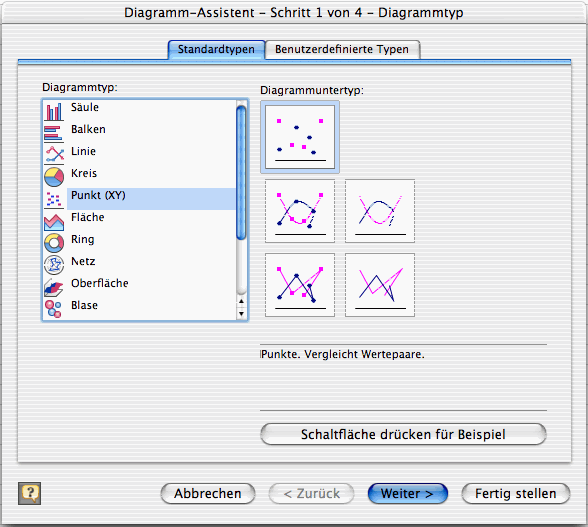 Diagramm-Assistent – Schritt 1 von 4 – Diagrammtyp
Standardtypen
Benutzerdefinierte Typen
Diagrammtyp:
Säule
Balken
Linie
Kreis
Punkt (XY)
Fläche
Ring
Netz
Oberfläche
Blase
Diagrammuntertyp:
Punkte. Vergleicht Wertepaare.
Schaltfläche drücken für Beispiel
?
Abbrechen
< Zurück
Weiter >
Fertig stellen